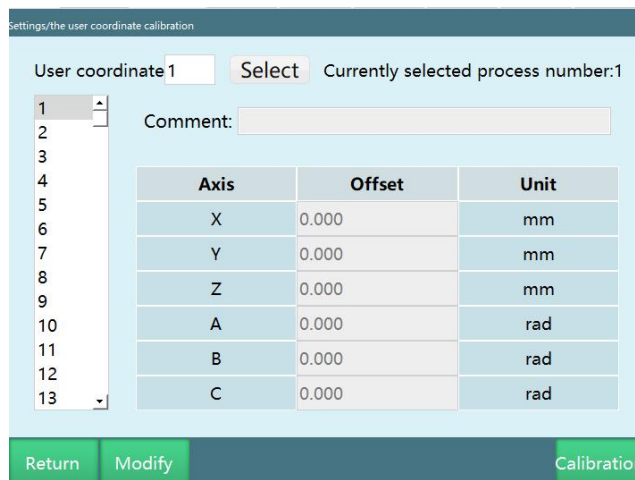 Settings/the user coordinate calibration
User coordinate 1 Select Currently selected process number:1
Comment:
1
2
3
4
5
6
7
8
9
10
11
12
13
Axis Offset Unit
X 0.000 mm
Y 0.000 mm
Z 0.000 mm
A 0.000 rad
B 0.000 rad
C 0.000 rad
Return Modify Calibratio